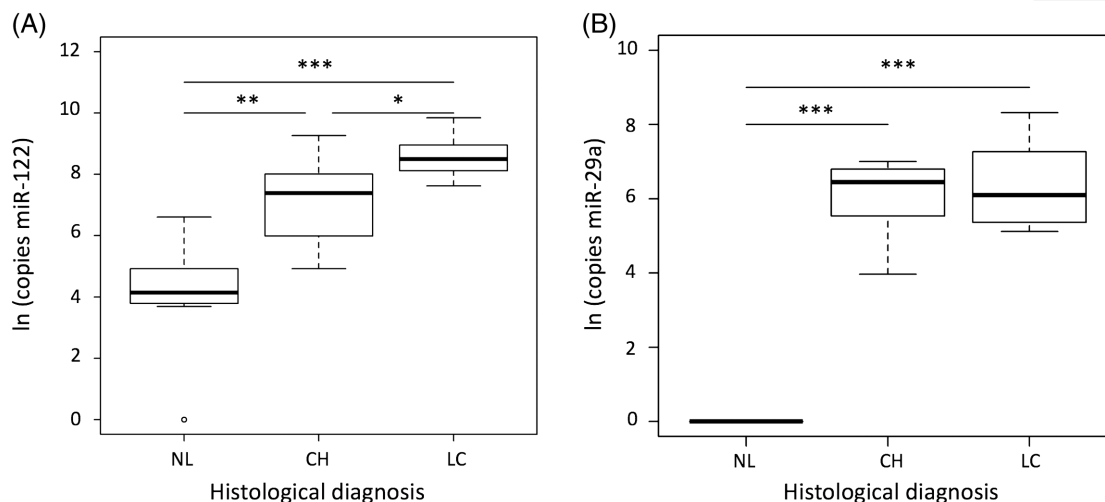 (A)
12
10
8
6
4
2
0
ln (copies miR-122)
***
**
*
NL
CH
LC
Histological diagnosis
(B)
10
8
6
4
2
0
ln (copies miR-29a)
***
***
NL
CH
LC
Histological diagnosis